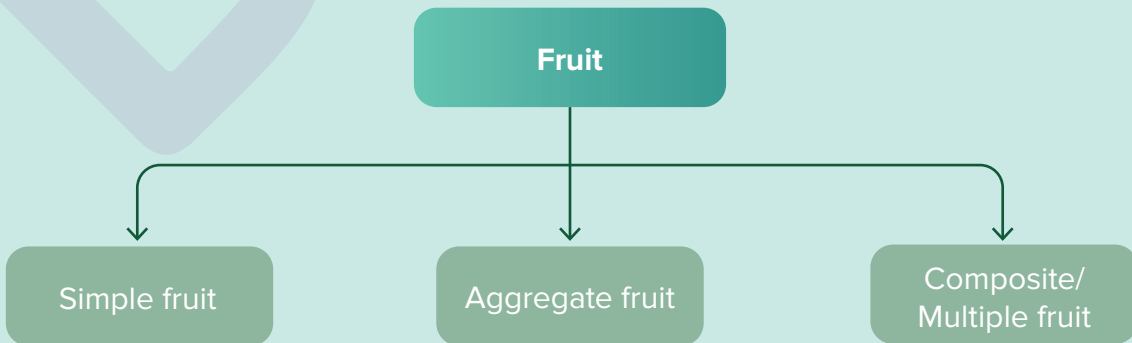 Fruit
Simple fruit
Aggregate fruit
Composite/
Multiple fruit